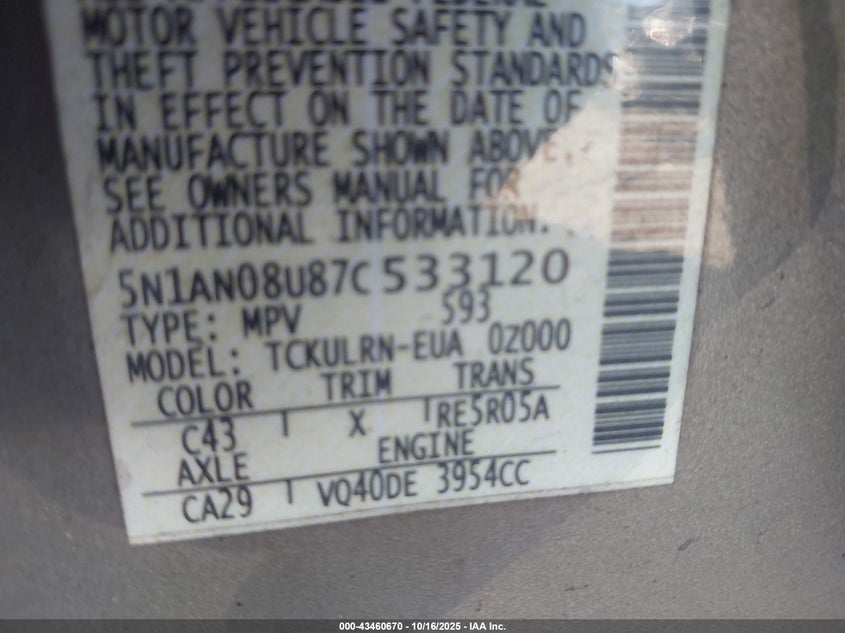 MOTOR VEHICLE SAFETY AND
THEFT PREVENTION STANDARDS
IN EFFECT ON THE DATE OF
MANUFACTURE SHOWN ABOVE.
SEE OWNERS MANUAL FOR
ADDITIONAL INFORMATION.
5N1AN08U87C533120
TYPE: MPV 593
MODEL: TCKULRN-EUA 0Z000
COLOR TRIM TRANS
C43 X RE5R05A
AXLE ENGINE
CA29 VQ40DE 3954CC
000-43460670 - 10/16/2025 - IAA Inc.